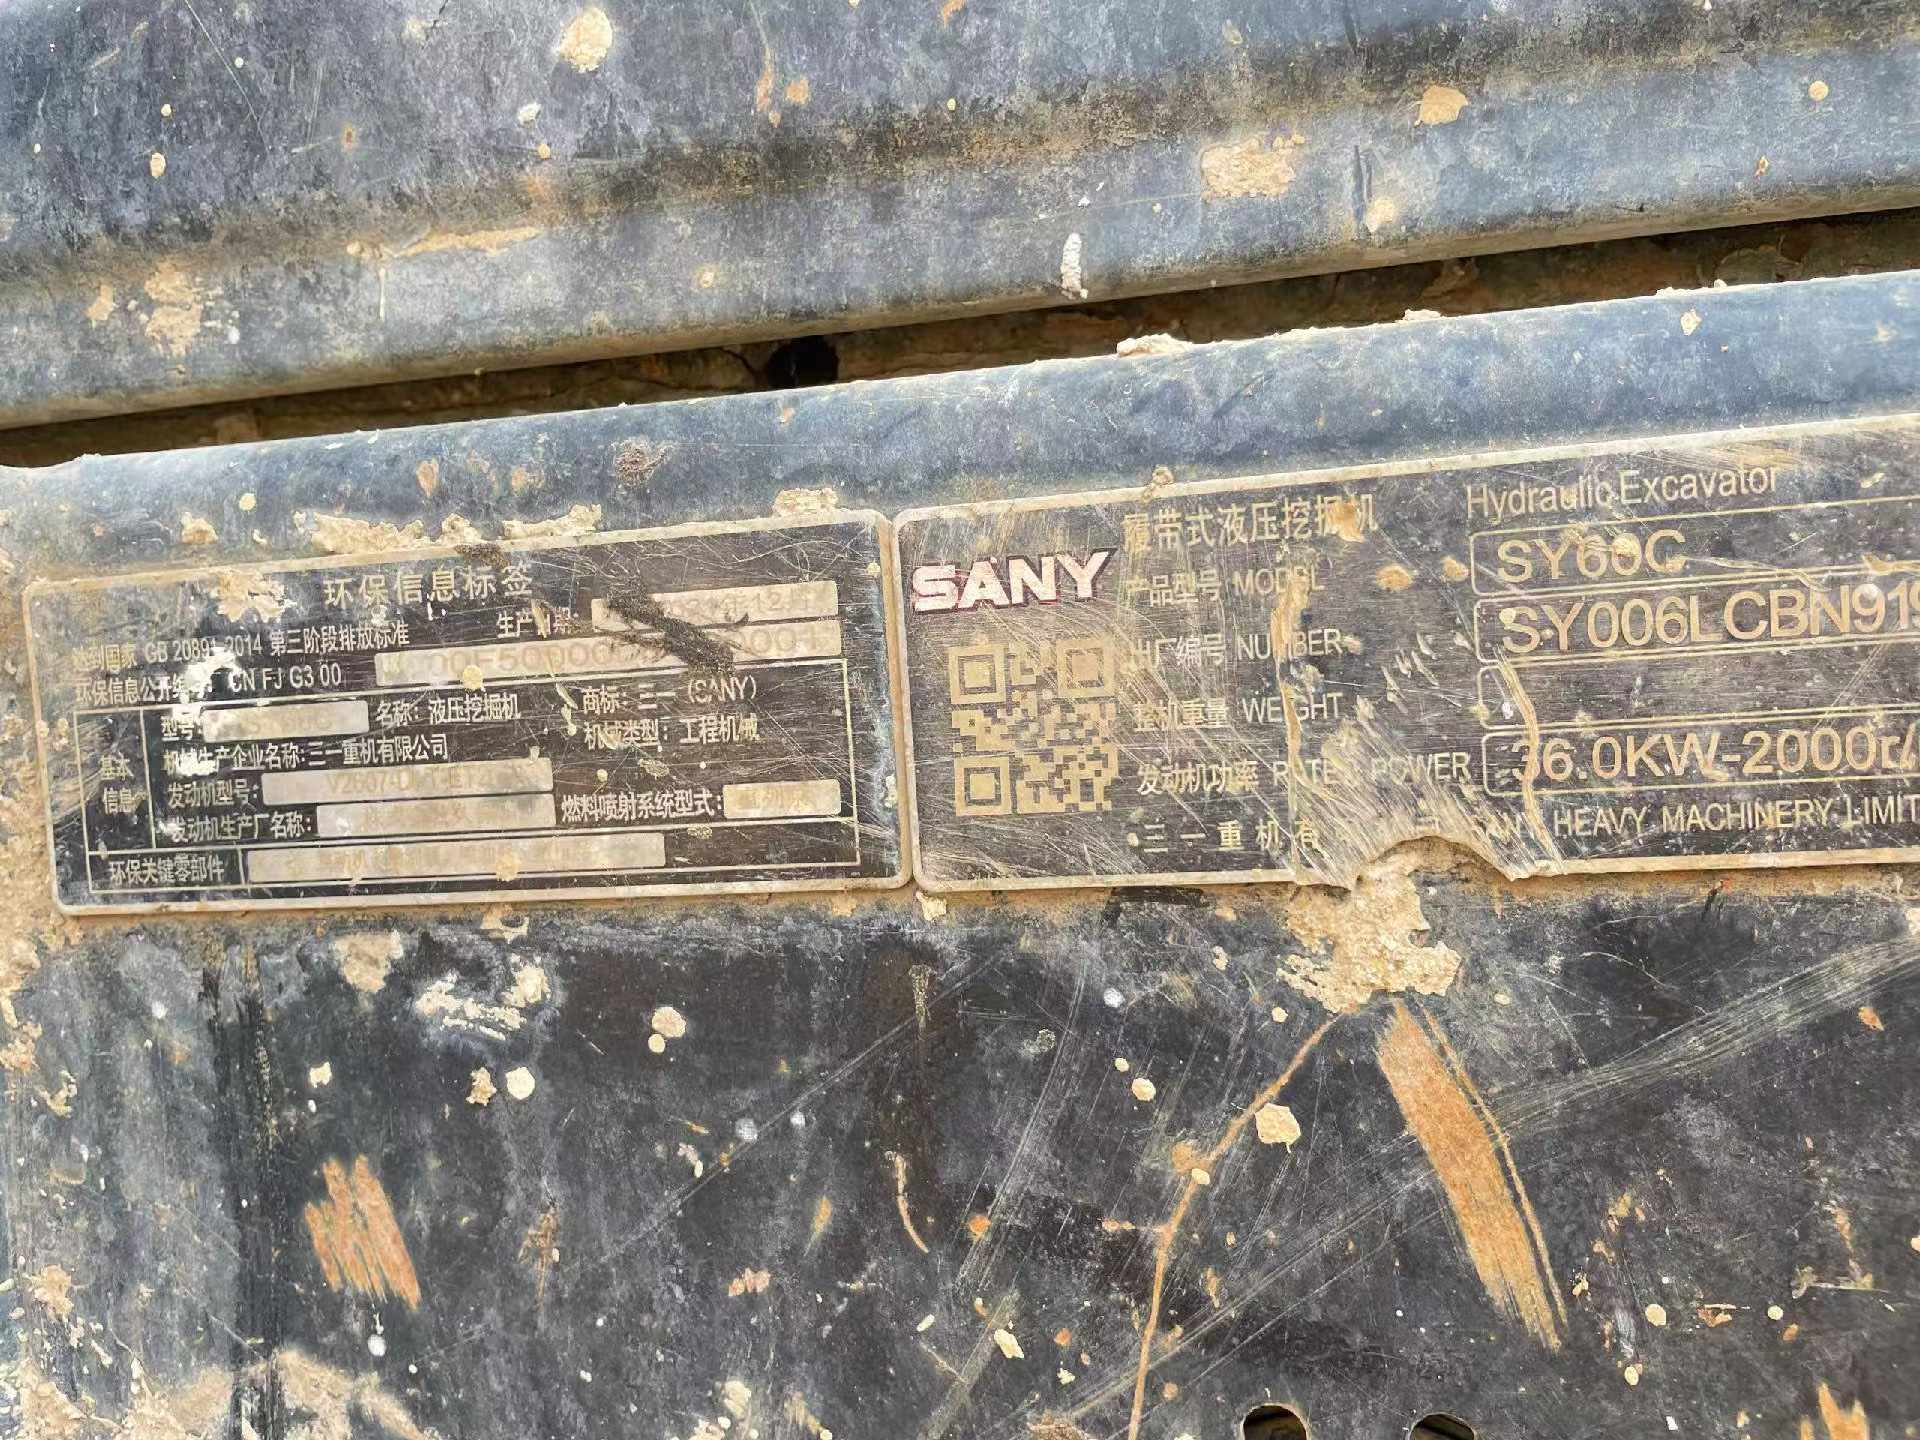 环保信息标签
达到国家 GB 20891-2014 第三阶段排放标准
生产日期:
环保信息公开编号: CN FJ G3 00
型号:
名称: 液压挖掘机
商标: 三一 (SANY)
机械生产企业名称: 三一重机有限公司
机械类型: 工程机械
基本
信息
发动机型号:
发动机生产厂名称:
燃料喷射系统型式:
环保关键零部件
SANY
履带式液压挖掘机
Hydraulic Excavator
产品型号 MODEL
SY60C
出厂编号 NUMBER
SY006LCBN919
整机重量 WEIGHT
发动机功率 RATED POWER
36.0KW-2000r/
三一重机有
HEAVY MACHINERY LIMIT